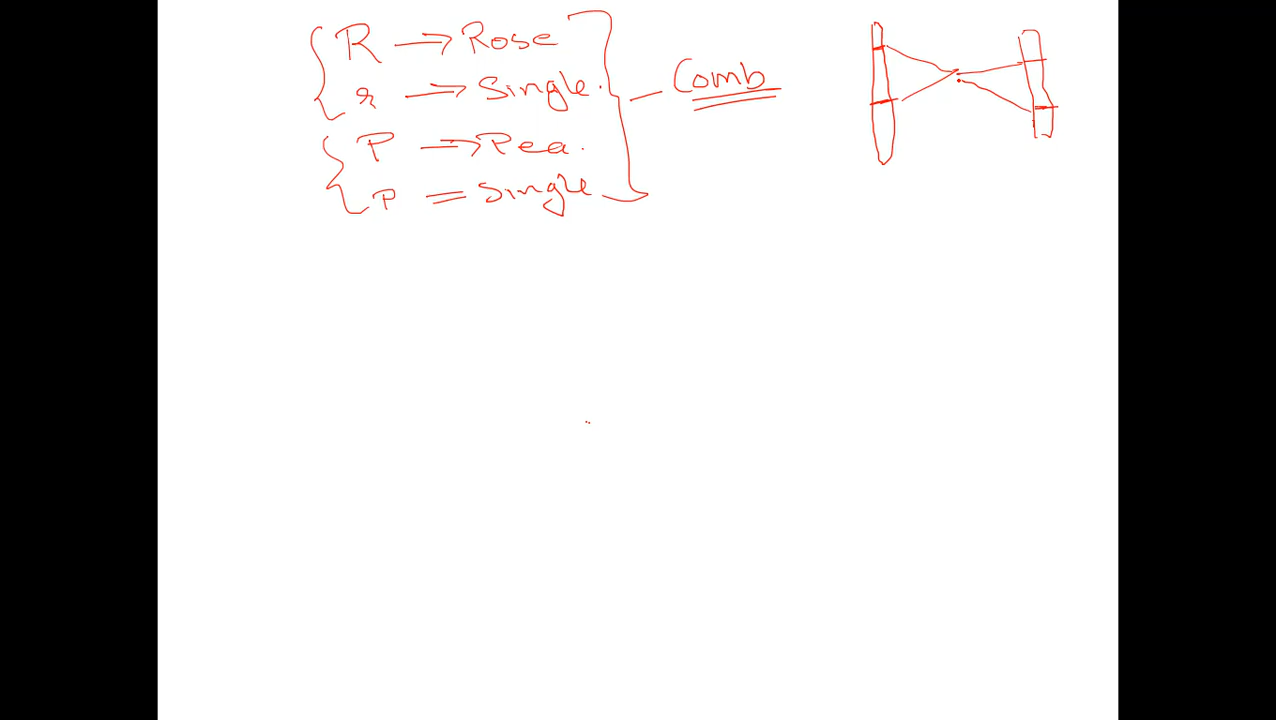 R → Rose
r → Single.
Comb
P → Pea.
p = Single